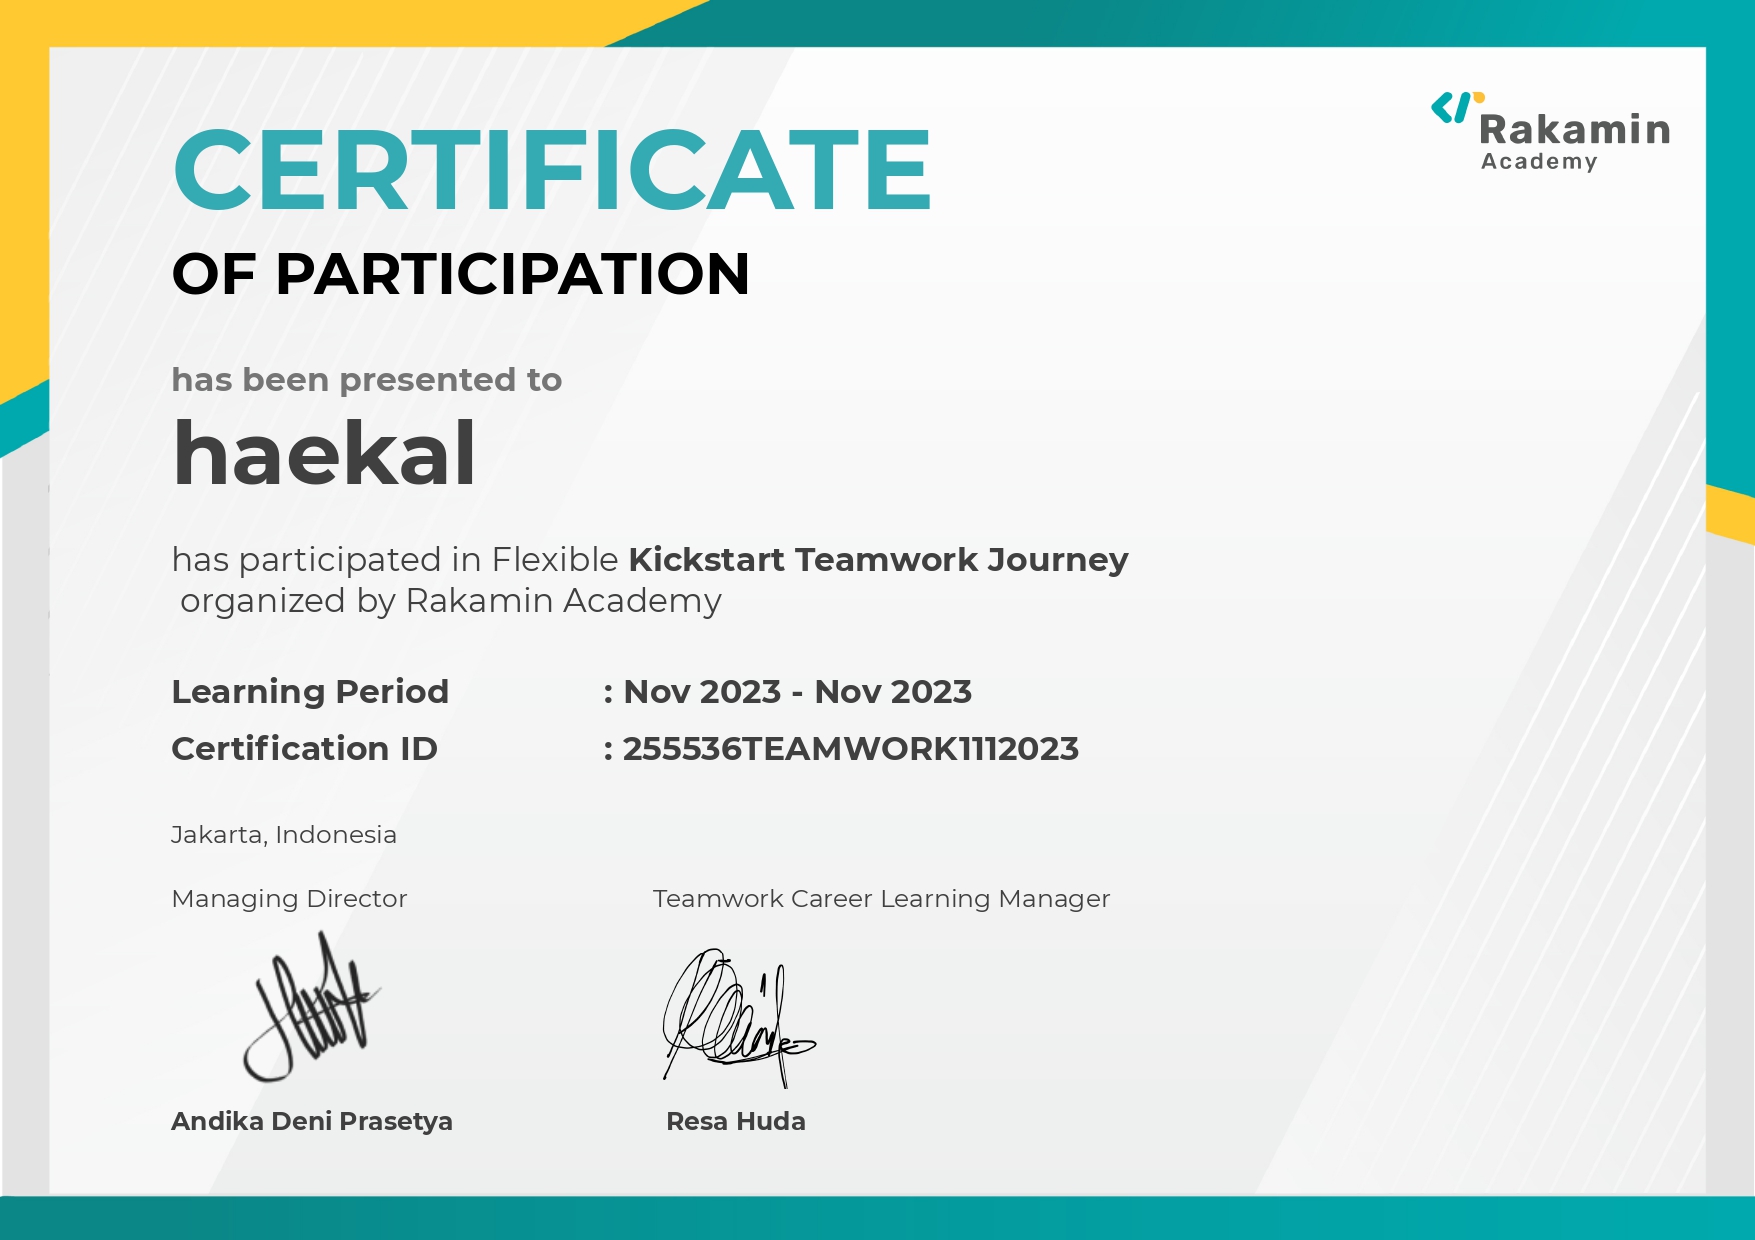 Rakamin
Academy
CERTIFICATE
OF PARTICIPATION
has been presented to
haekal
has participated in Flexible Kickstart Teamwork Journey
organized by Rakamin Academy
Learning Period : Nov 2023 - Nov 2023
Certification ID : 255536TEAMWORK1112023
Jakarta, Indonesia
Managing Director Teamwork Career Learning Manager
Andika Deni Prasetya Resa Huda